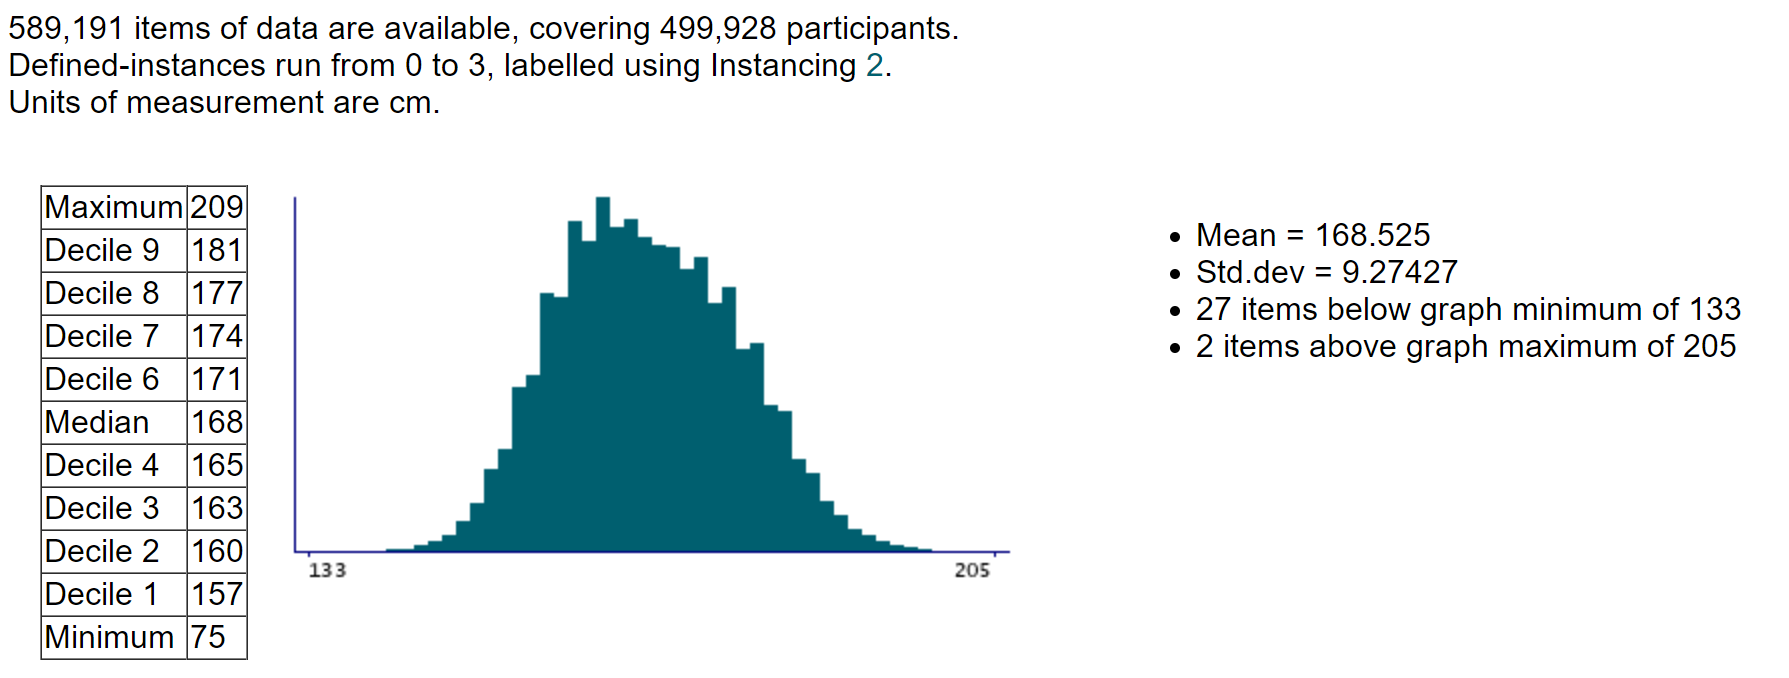 589,191 items of data are available, covering 499,928 participants.
Defined-instances run from 0 to 3, labelled using Instancing 2.
Units of measurement are cm.
Maximum 209
Decile 9 181
Decile 8 177
Decile 7 174
Decile 6 171
Median 168
Decile 4 165
Decile 3 163
Decile 2 160
Decile 1 157
Minimum 75
133
205
• Mean = 168.525
• Std.dev = 9.27427
• 27 items below graph minimum of 133
• 2 items above graph maximum of 205